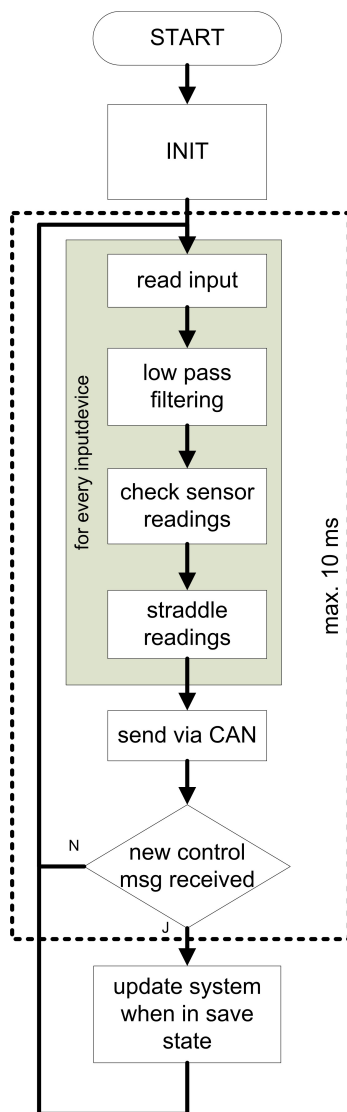 START
INIT
read input
low pass
filtering
for every inputdevice
check sensor
readings
straddle
readings
max. 10 ms
send via CAN
N
new control
msg received
J
update system
when in save
state